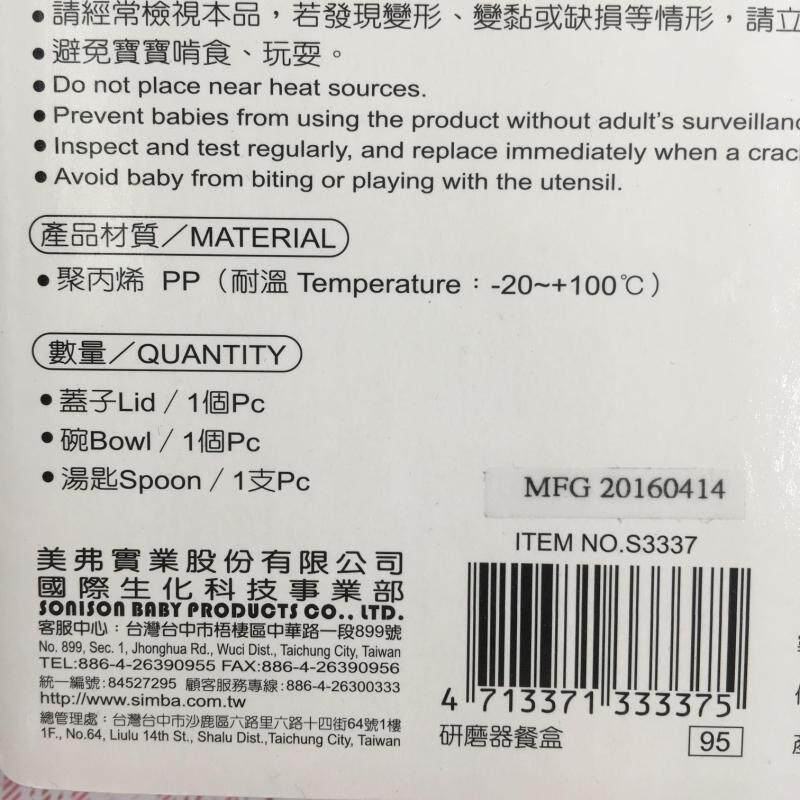 • 請經常檢視本品,若發現變形、變黏或缺損等情形,請立
• 避免寶寶啃食、玩耍。
• Do not place near heat sources.
• Prevent babies from using the product without adult's surveillanc
• Inspect and test regularly, and replace immediately when a crac
• Avoid baby from biting or playing with the utensil.
產品材質/MATERIAL
• 聚丙烯 PP(耐溫 Temperature:-20~+100℃)
數量/QUANTITY
• 蓋子Lid / 1個Pc
• 碗Bowl / 1個Pc
• 湯匙Spoon / 1支Pc
MFG 20160414
ITEM NO.S3337
4 713371 333375
研磨器餐盒
95
美弗實業股份有限公司
國際生化科技事業部
SONISON BABY PRODUCTS CO., LTD.
客服中心:台灣台中市梧棲區中華路一段899號
No. 899, Sec. 1, Jhonghua Rd., Wuci Dist., Taichung City, Taiwan
TEL:886-4-26390955 FAX:886-4-26390956
統一編號:84527295 顧客服務專線:886-4-26300333
http://www.simba.com.tw
總管理處:台灣台中市沙鹿區六路里六路十四街64號1樓
1F., No.64, Liulu 14th St., Shalu Dist.,Taichung City, Taiwan